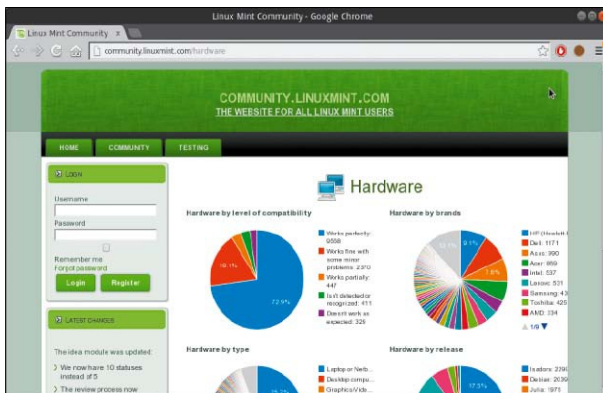 Linux Mint Community - Google Chrome
Linux Mint Community
community.linuxmint.com/hardware
COMMUNITY.LINUXMINT.COM
THE WEBSITE FOR ALL LINUX MINT USERS
HOME COMMUNITY TESTING
LOGIN
Username
Password
Remember me
Forgot password
Login Register
LATEST CHANGES
The idea module was updated:
We now have 10 statuses
instead of 5
The review process now
Hardware
Hardware by level of compatibility
Works perfectly:
9558
Works fine with
some minor
problems:
Works partially:
447
Isn't detected or
recognized: 411
Doesn't work as
expected: 326
72.9%
Hardware by brands
9.1%
7.6%
Dell: 1171
Asus: 990
Acer: 869
Intel: 537
Lenovo: 531
Samsung: 43
Toshiba: 425
AMD: 334
1/9
Hardware by type
Laptop or Netb...
Desktop compu...
Graphics/Vide...
Hardware by release
17.3%
Isadora: 229
Debian: 2039
Julia: 1971